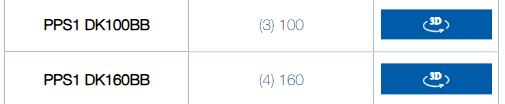 PPS1 DK100BB (3) 100 3D
PPS1 DK160BB (4) 160 3D